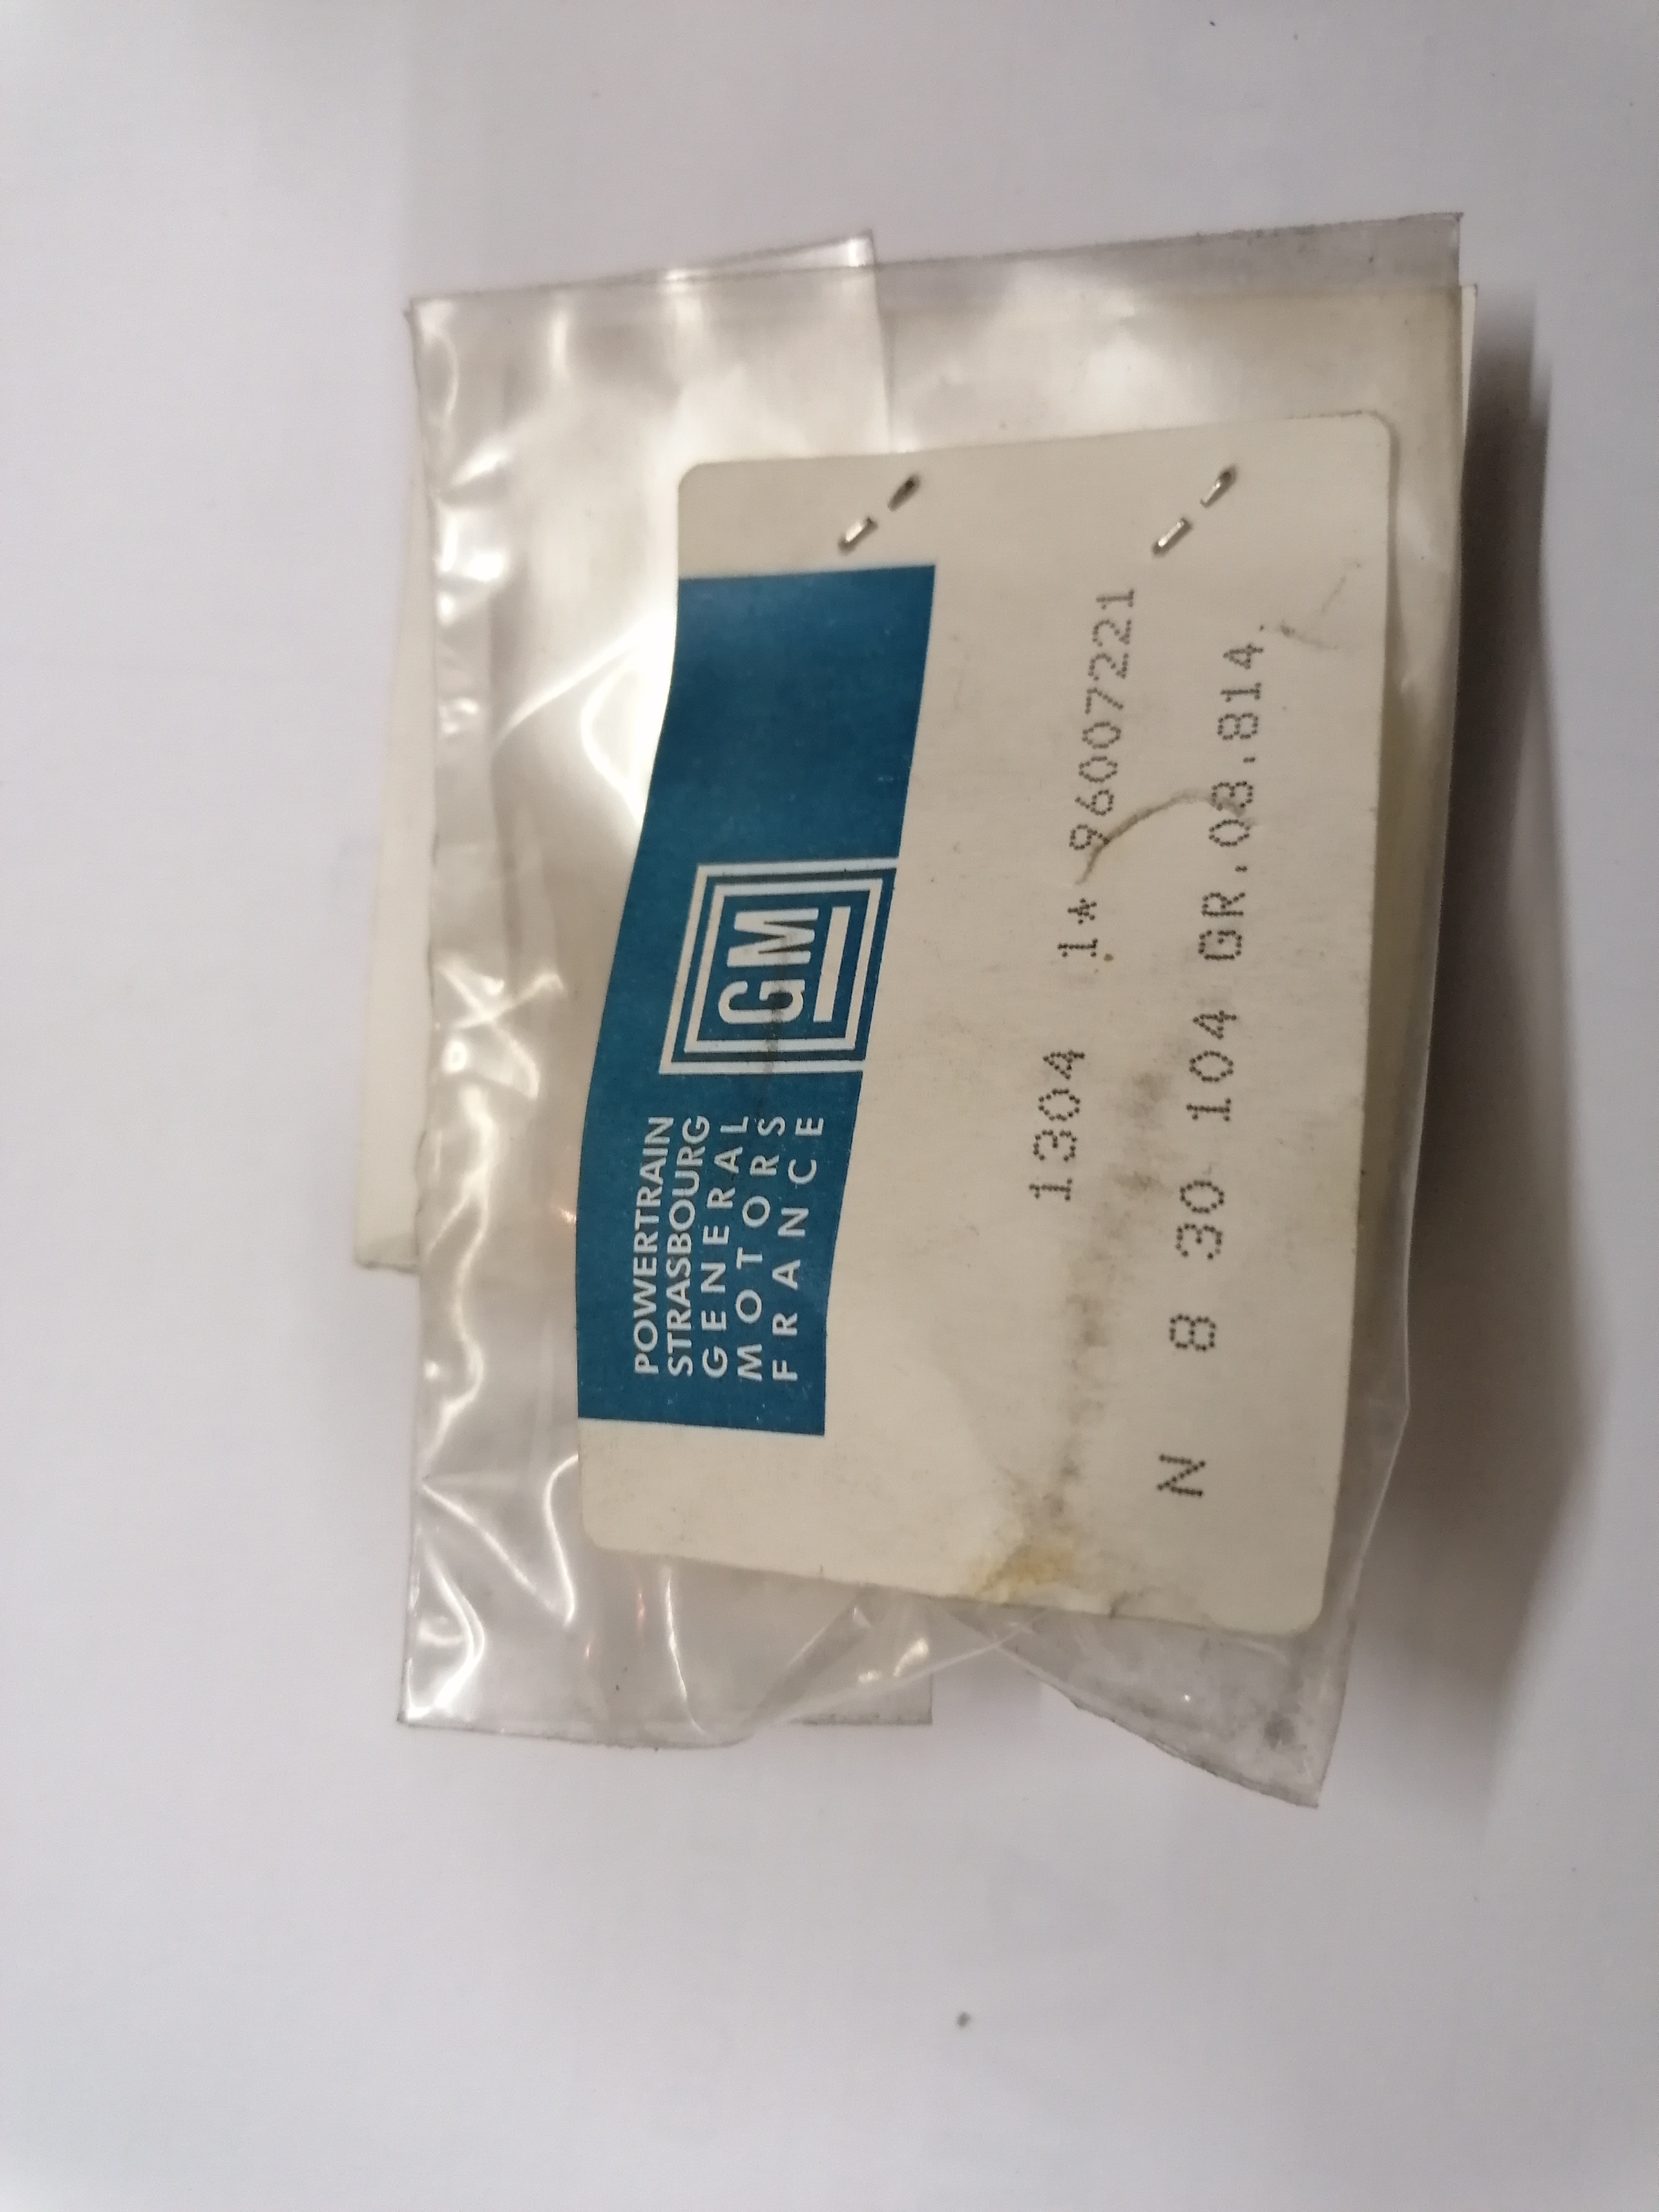 POWERTRAIN
STRASBOURG
GENERAL
MOTORS
FRANCE
GM
1304 1* 96007221
N 8 30 104 GR.08.814